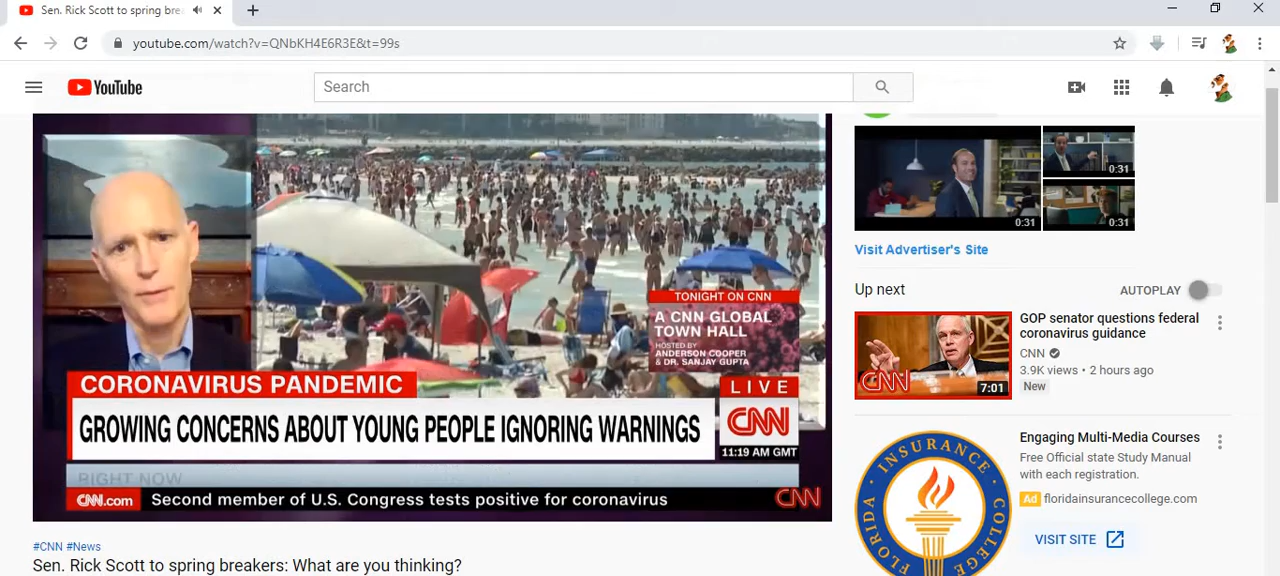 Sen. Rick Scott to spring brea
youtube.com/watch?v=QNbKH4E6R3E&t=99s
YouTube
Search
CORONAVIRUS PANDEMIC
GROWING CONCERNS ABOUT YOUNG PEOPLE IGNORING WARNINGS
TONIGHT ON CNN
A CNN GLOBAL
TOWN HALL
HOSTED BY
ANDERSON COOPER
& DR. SANJAY GUPTA
LIVE
CNN
11:19 AM GMT
RIGHT NOW
CNN.com Second member of U.S. Congress tests positive for coronavirus
CNN
#CNN #News
Sen. Rick Scott to spring breakers: What are you thinking?
0:31
0:31
0:31
Visit Advertiser's Site
Up next
AUTOPLAY
CNN
7:01
GOP senator questions federal
coronavirus guidance
CNN
3.9K views • 2 hours ago
New
FLORIDA INSURANCE COLLEGE
Engaging Multi-Media Courses
Free Official state Study Manual
with each registration.
Ad floridainsurancecollege.com
VISIT SITE